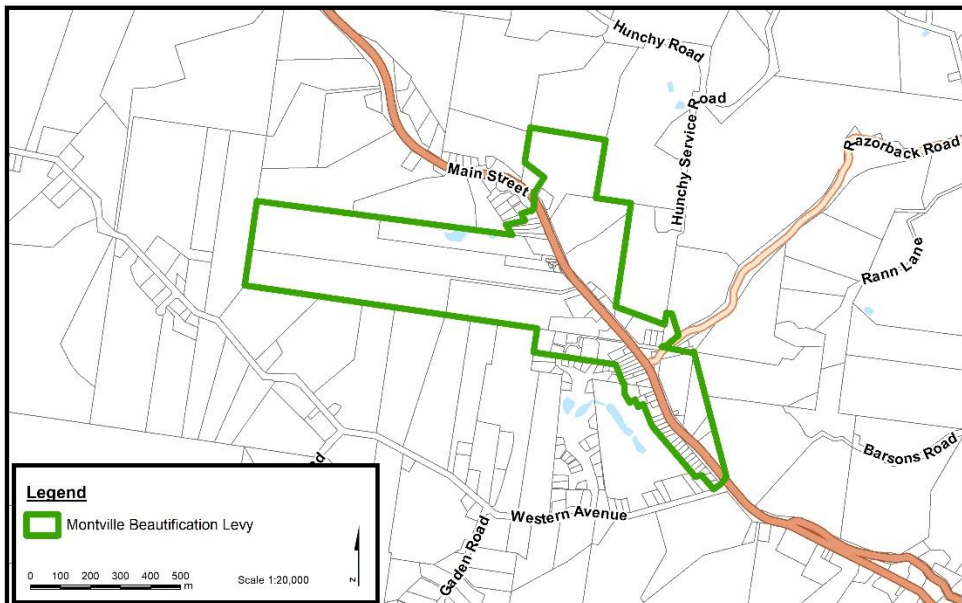 Hunchy Road
Hunchy Service Road
Razorback Road
Main Street
Rann Lane
Barsons Road
Western Avenue
Gaden Road
Legend
Montville Beautification Levy
0 100 200 300 400 500
m
Scale 1:20,000
N